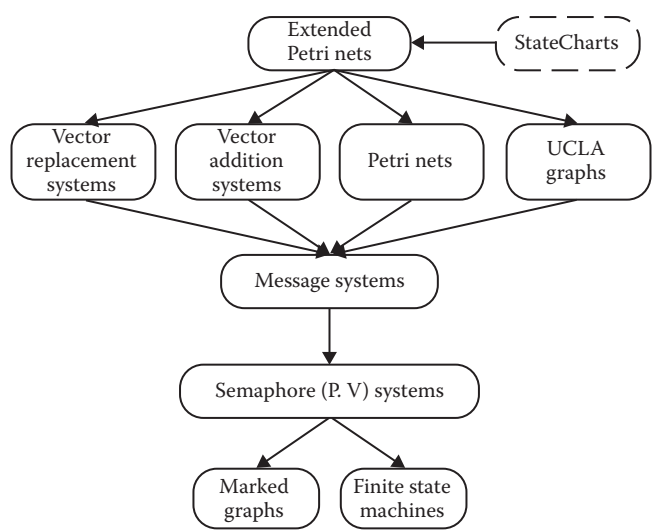 Extended
Petri nets
StateCharts
Vector
replacement
systems
Vector
addition
systems
Petri nets
UCLA
graphs
Message systems
Semaphore (P. V) systems
Marked
graphs
Finite state
machines